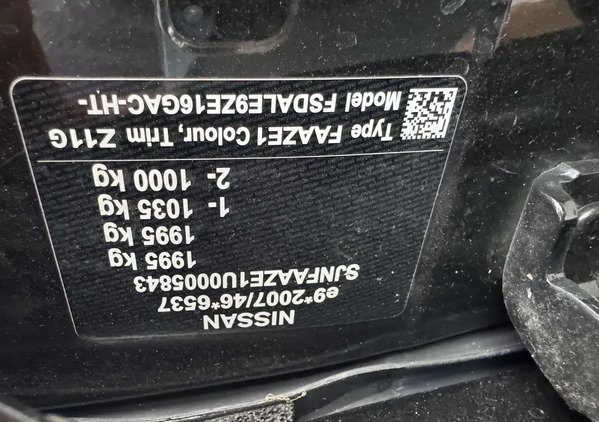 NISSAN
e9*2007/46*6537
SJNFAAZE1U0005843
1995 kg
1995 kg
1- 1035 kg
2- 1000 kg
Type FAAZE1 Colour, Trim Z11G
Model FSDALE9ZE16GAC-HT-